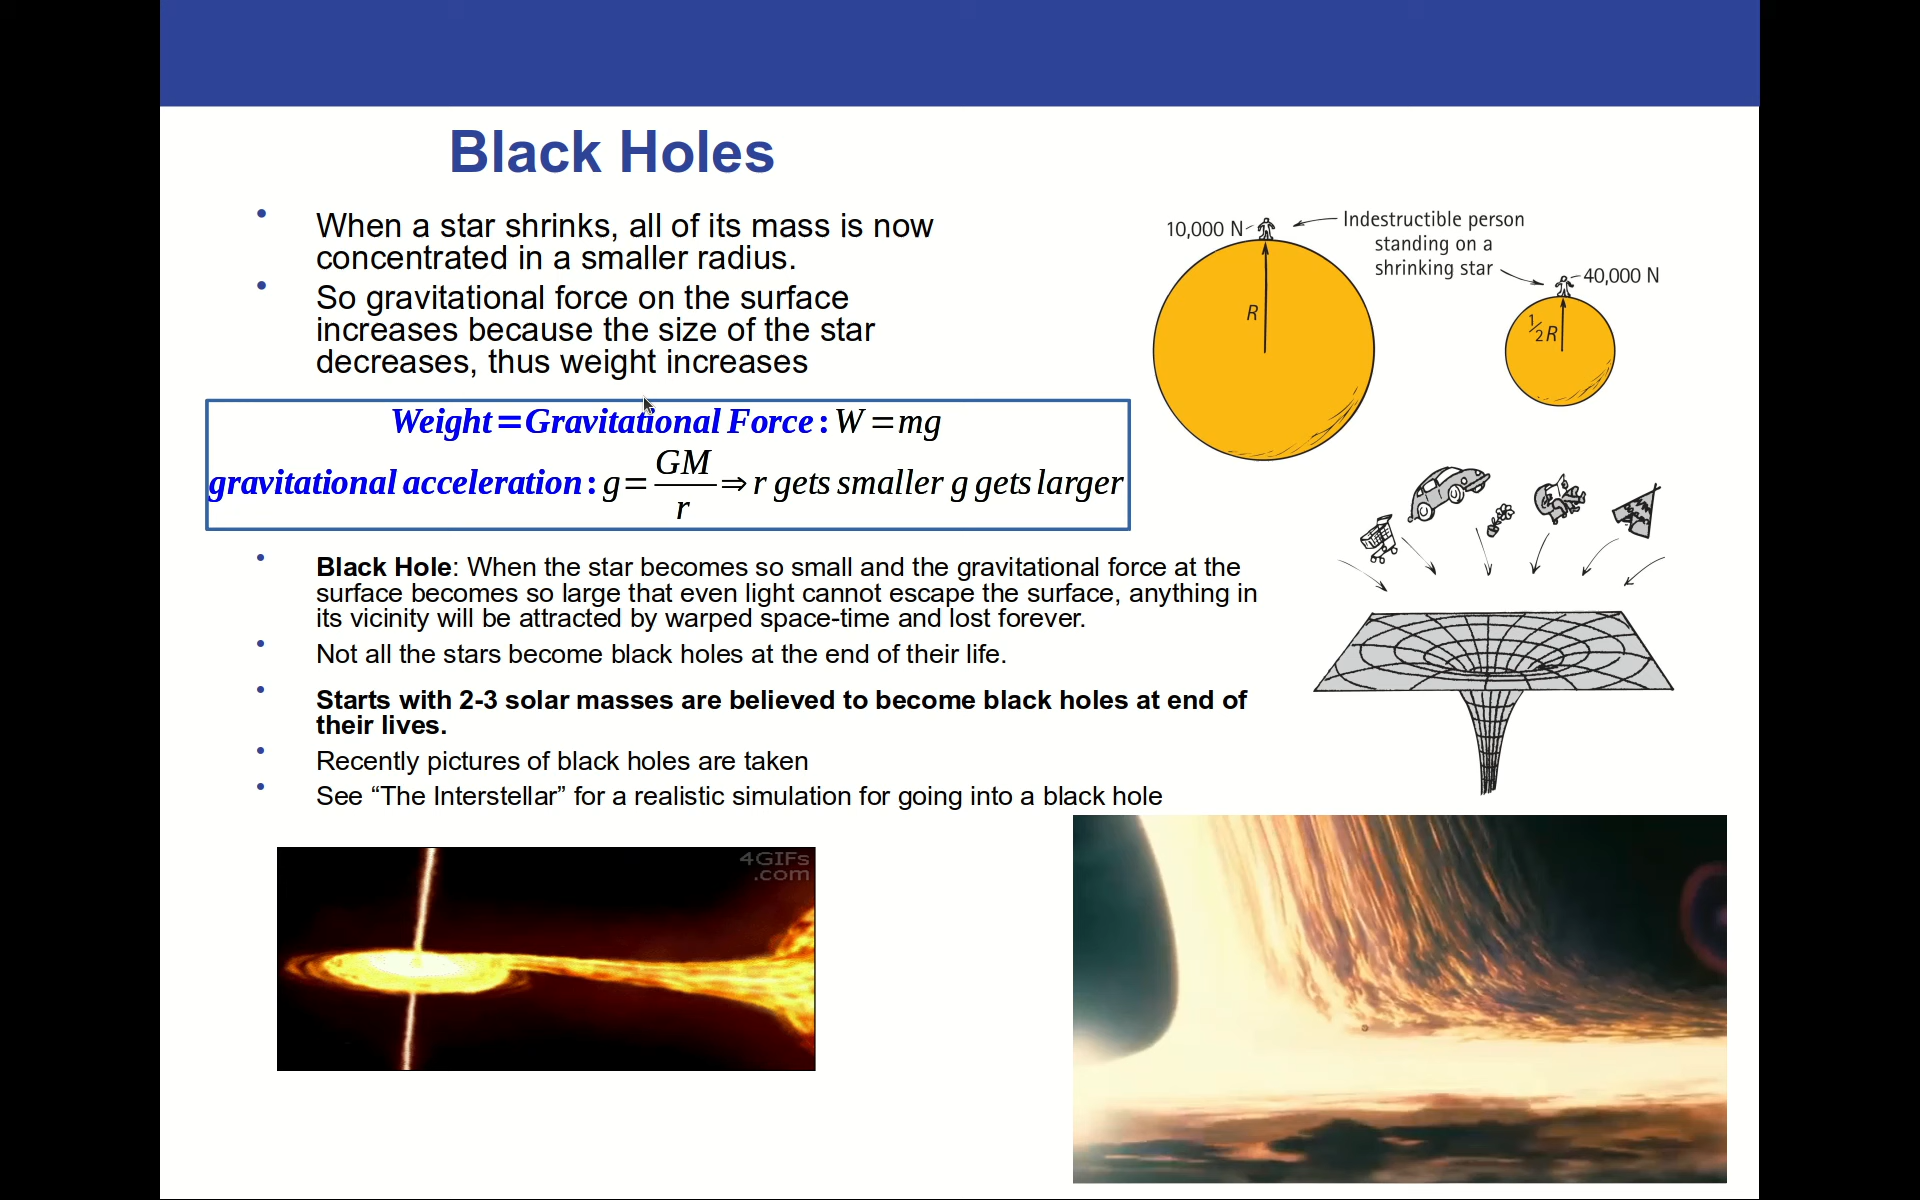 Black Holes
• When a star shrinks, all of its mass is now
concentrated in a smaller radius.
• So gravitational force on the surface
increases because the size of the star
decreases, thus weight increases
Weight=Gravitational Force: W=mg
gravitational acceleration: g=GM/r ⇒ r gets smaller g gets larger
• Black Hole: When the star becomes so small and the gravitational force at the
surface becomes so large that even light cannot escape the surface, anything in
its vicinity will be attracted by warped space-time and lost forever.
• Not all the stars become black holes at the end of their life.
• Starts with 2-3 solar masses are believed to become black holes at end of
their lives.
• Recently pictures of black holes are taken
• See “The Interstellar” for a realistic simulation for going into a black hole
10,000 N
Indestructible person
standing on a
shrinking star
40,000 N
R
½R
4GIFs
.com